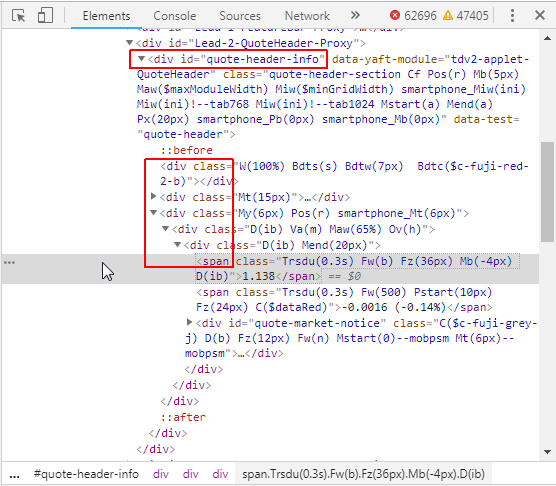 Elements Console Sources » 62696 47405
<div id="Lead-1-FeatureBar-Proxy">…</div>
▼<div id="Lead-2-QuoteHeader-Proxy">
▼<div id="quote-header-info" data-yaft-module="tdv2-applet-
QuoteHeader" class="quote-header-section Cf Pos(r) Mb(5px)
Maw($maxModuleWidth) Miw($minGridWidth) smartphone_Miw(ini)
Miw(ini)!--tab768 Miw(ini)!--tab1024 Mstart(a) Mend(a)
Px(20px) smartphone_Pb(0px) smartphone_Mb(0px)" data-test=
"quote-header">
::before
<div class="W(100%) Bdts(s) Bdtw(7px) Bdtc($c-fuji-red-
2-b)"></div>
▶<div class="Mt(15px)">…</div>
▼<div class="My(6px) Pos(r) smartphone_Mt(6px)">
▼<div class="D(ib) Va(m) Maw(65%) Ov(h)">
▼<div class="D(ib) Mend(20px)">
<span class="Trsdu(0.3s) Fw(b) Fz(36px) Mb(-4px)
… D(ib)">1.138</span> == $0
<span class="Trsdu(0.3s) Fw(500) Pstart(10px)
Fz(24px) C($dataRed)">-0.0016 (-0.14%)</span>
▶<div id="quote-market-notice" class="C($c-fuji-grey-
j) D(b) Fz(12px) Fw(n) Mstart(0)--mobpsm Mt(6px)--
mobpsm">…</div>
</div>
</div>
</div>
::after
</div>
</div>
… #quote-header-info div div div span.Trsdu(0.3s).Fw(b).Fz(36px).Mb(-4px).D(ib)